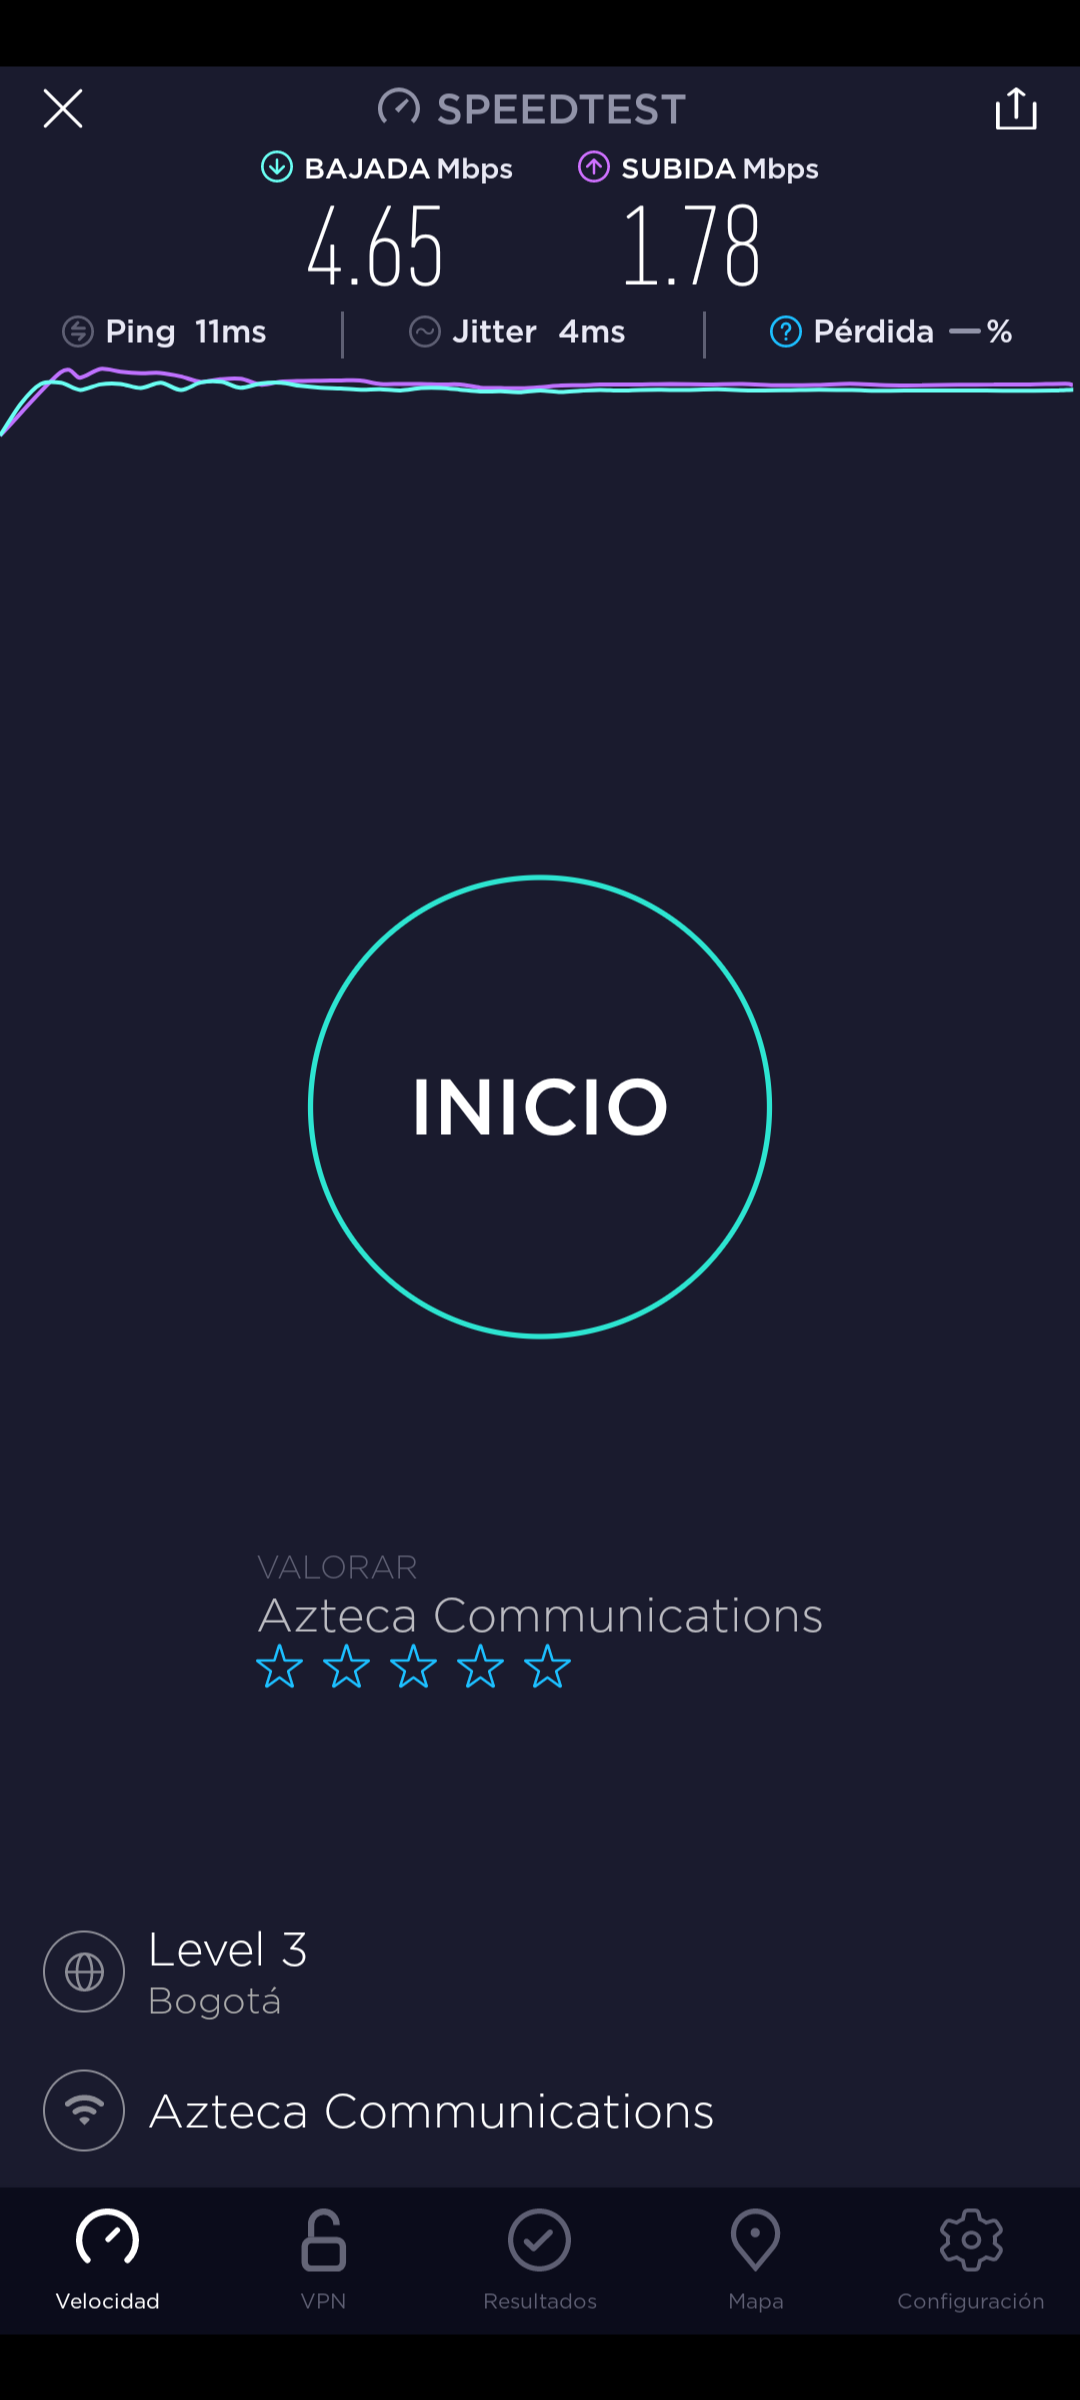 SPEEDTEST
BAJADA Mbps SUBIDA Mbps
4.65 1.78
Ping 11ms Jitter 4ms ? Pérdida —%
INICIO
VALORAR
Azteca Communications
Level 3
Bogotá
Azteca Communications
Velocidad VPN Resultados Mapa Configuración